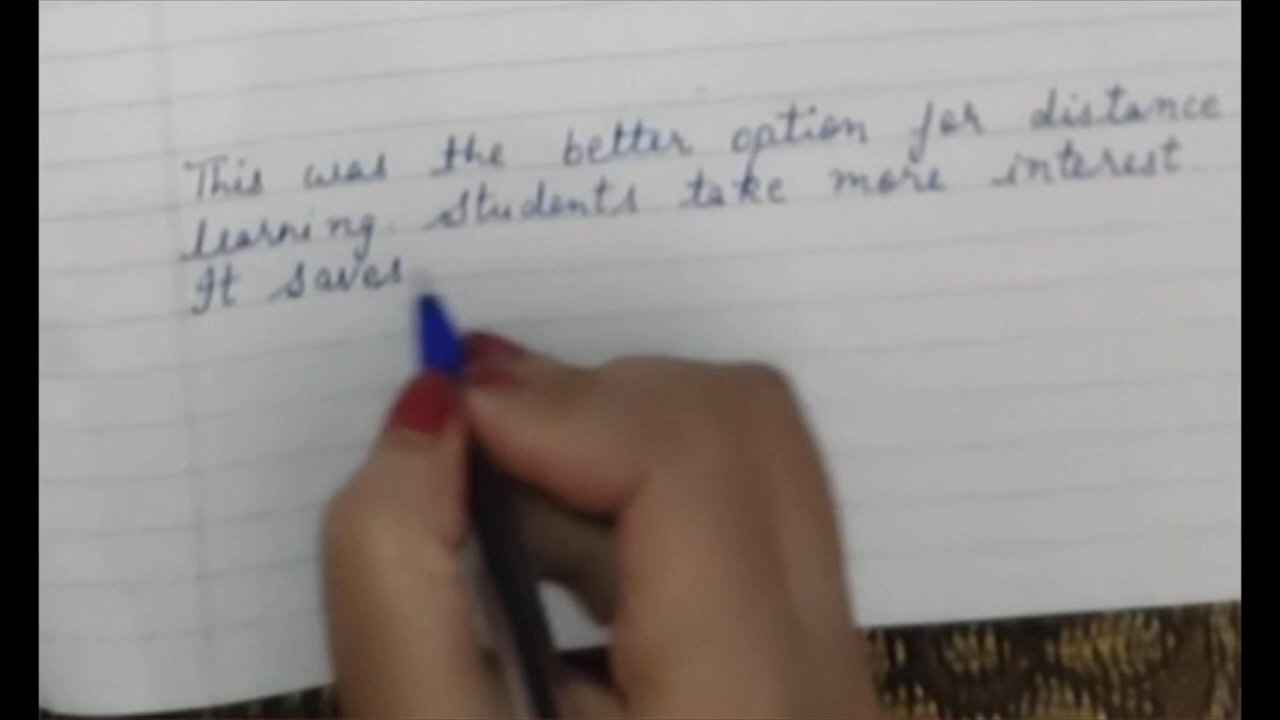 This was the better option for distance
learning. Students take more interest
It saves